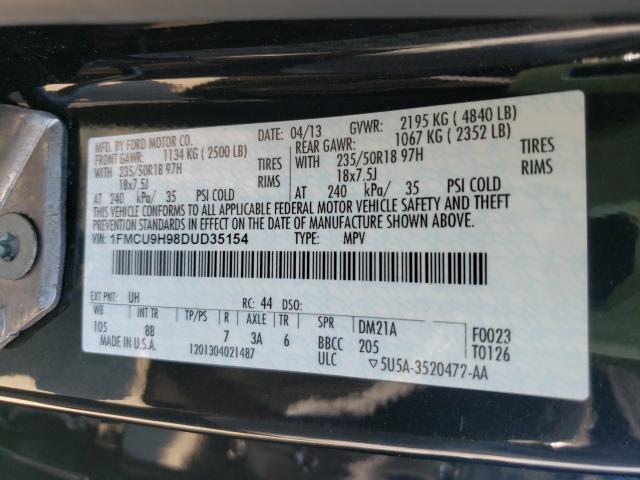 MFD. BY FORD MOTOR CO.
DATE: 04/13 GVWR: 2195 KG ( 4840 LB)
FRONT GAWR: 1134 KG ( 2500 LB) REAR GAWR: 1067 KG ( 2352 LB)
WITH 235/50R18 97H TIRES WITH 235/50R18 97H TIRES
18x7.5J RIMS 18x7.5J RIMS
AT 240 kPa/ 35 PSI COLD AT 240 kPa/ 35 PSI COLD
THIS VEHICLE CONFORMS TO ALL APPLICABLE FEDERAL MOTOR VEHICLE SAFETY AND THEFT
PREVENTION STANDARDS IN EFFECT ON THE DATE OF MANUFACTURE SHOWN ABOVE.
VIN: 1FMCU9H98DUD35154 TYPE: MPV
EXT PNT: UH RC: 44 DSO:
WB INT TR TP/PS R AXLE TR SPR DM21A F0023
105 8B 7 3A 6 BBCC 205 T0126
MADE IN U.S.A. 1201304021487 ULC ▽5U5A-3520472-AA